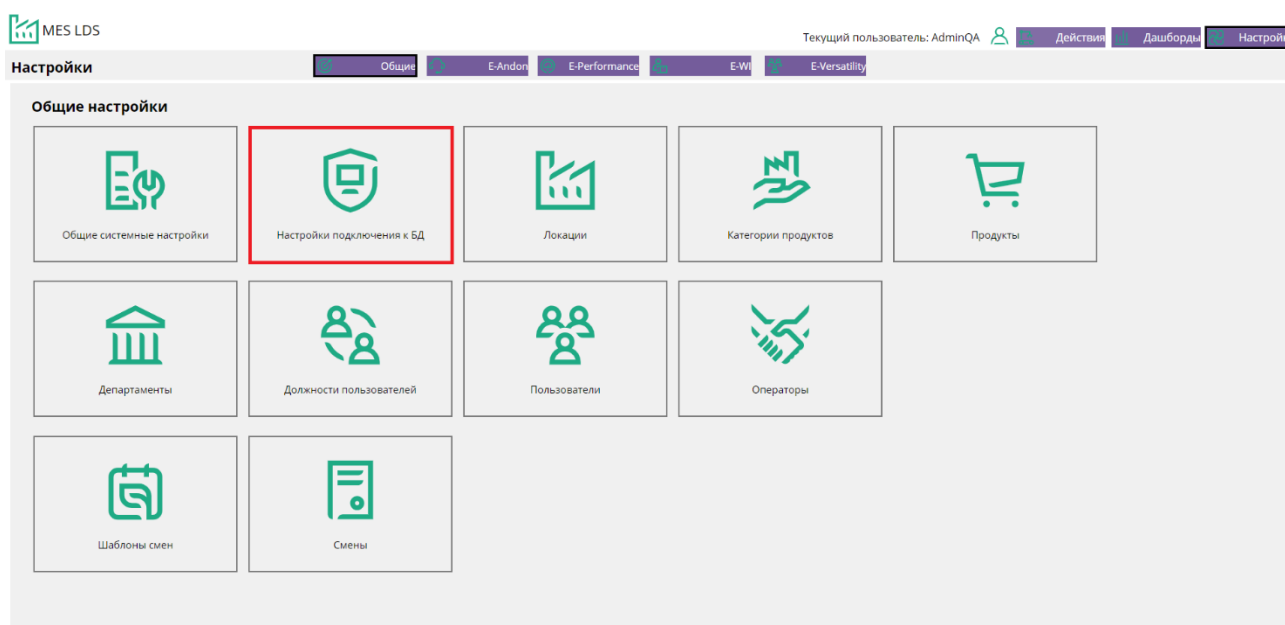 MES LDS
Текущий пользователь: AdminQA Действия Дашборды Настрой
Настройки Общие E-Andon E-Performance E-WI E-Versatility
Общие настройки
Общие системные настройки Настройки подключения к БД Локации Категории продуктов Продукты
Департаменты Должности пользователей Пользователи Операторы
Шаблоны смен Смены